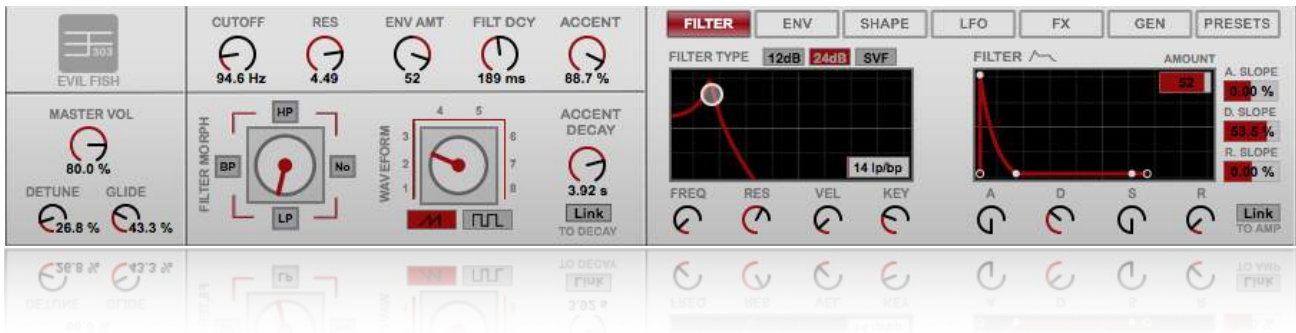 303
EVIL FISH
CUTOFF RES ENV AMT FILT DCY ACCENT
94.6 Hz 4.49 52 189 ms 88.7 %
MASTER VOL
80.0 %
DETUNE GLIDE
26.8 % 43.3 %
FILTER MORPH
HP
BP No
LP
WAVEFORM
4 5
3 6
2 7
1 8
ACCENT
DECAY
3.92 s
Link
TO DECAY
FILTER ENV SHAPE LFO FX GEN PRESETS
FILTER TYPE 12dB 24dB SVF
14 lp/bp
FREQ RES VEL KEY
FILTER AMOUNT
52
A. SLOPE
0.00 %
D. SLOPE
53.5 %
R. SLOPE
0.00 %
A D S R
Link
TO AMP